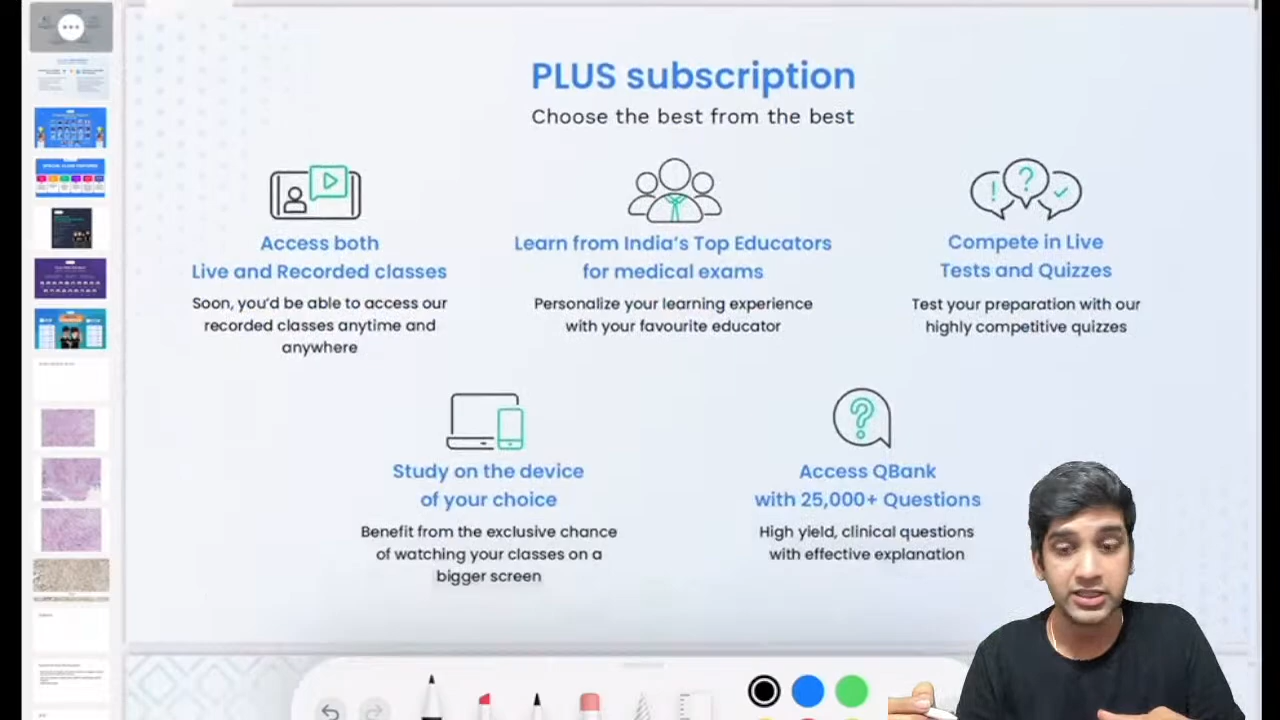 PLUS subscription
Choose the best from the best
Access both
Live and Recorded classes
Soon, you'd be able to access our
recorded classes anytime and
anywhere
Learn from India's Top Educators
for medical exams
Personalize your learning experience
with your favourite educator
Compete in Live
Tests and Quizzes
Test your preparation with our
highly competitive quizzes
Study on the device
of your choice
Benefit from the exclusive chance
of watching your classes on a
bigger screen
Access QBank
with 25,000+ Questions
High yield, clinical questions
with effective explanation